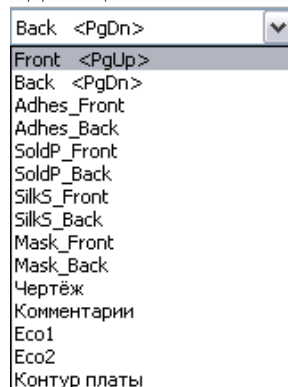 Back <PgDn>
Front <PgUp>
Back <PgDn>
Adhes_Front
Adhes_Back
SoldP_Front
SoldP_Back
SilkS_Front
SilkS_Back
Mask_Front
Mask_Back
Чертёж
Комментарии
Eco1
Eco2
Контур платы